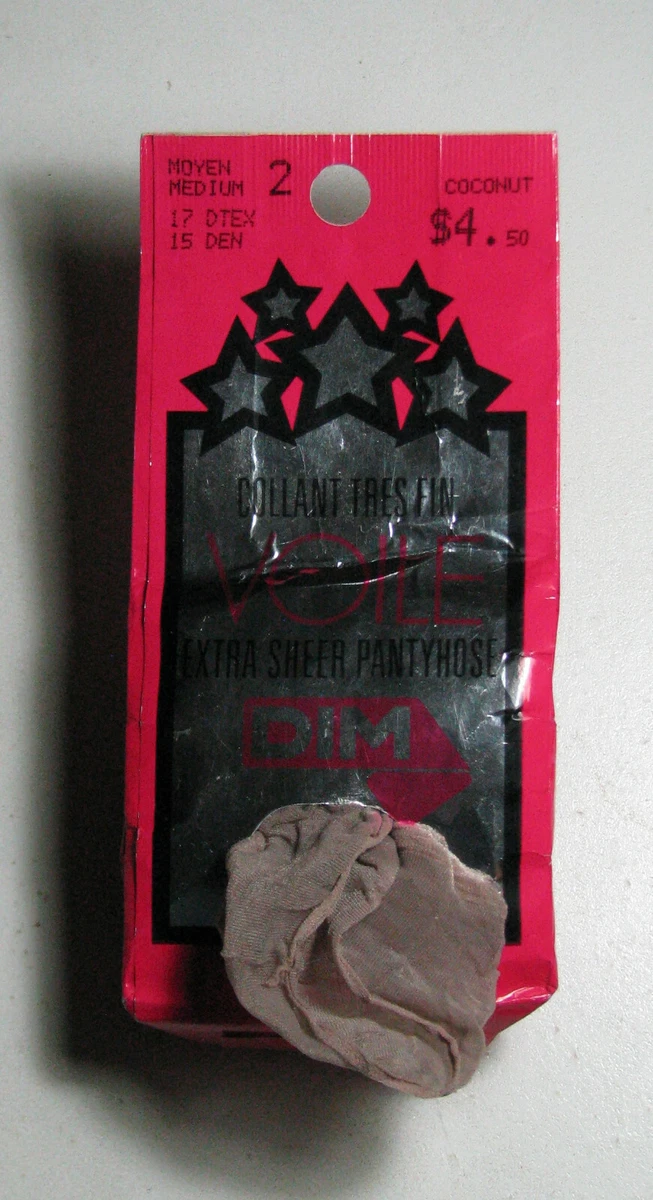 MOYEN
MEDIUM 2
COCONUT
17 DTEX
15 DEN
$4.50
COLLANT TRES FIN
VOILE
EXTRA SHEER PANTYHOSE
DIM